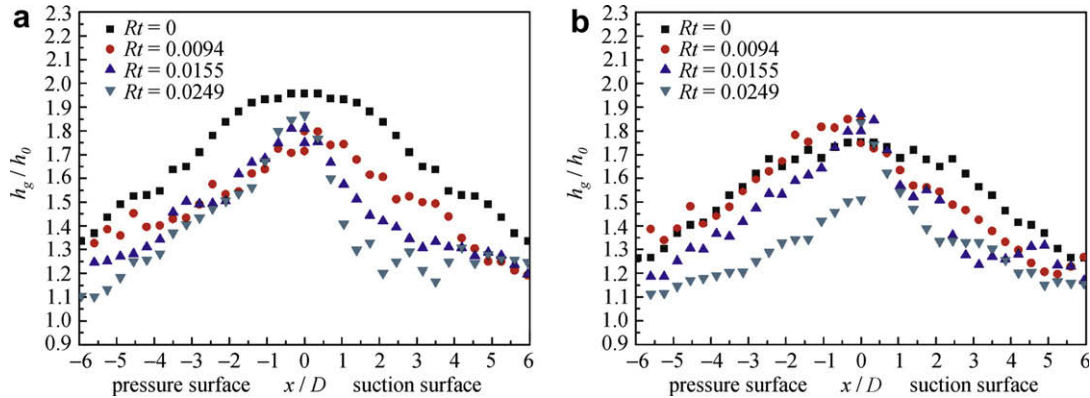 a
2.3
2.2
2.1
2.0
1.9
1.8
1.7
1.6
1.5
1.4
1.3
1.2
1.1
1.0
0.9
hg / h0
Rt = 0
Rt = 0.0094
Rt = 0.0155
Rt = 0.0249
−6 −5 −4 −3 −2 −1 0 1 2 3 4 5 6
pressure surface x / D suction surface
b
2.3
2.2
2.1
2.0
1.9
1.8
1.7
1.6
1.5
1.4
1.3
1.2
1.1
1.0
0.9
hg / h0
Rt = 0
Rt = 0.0094
Rt = 0.0155
Rt = 0.0249
−6 −5 −4 −3 −2 −1 0 1 2 3 4 5 6
pressure surface x / D suction surface